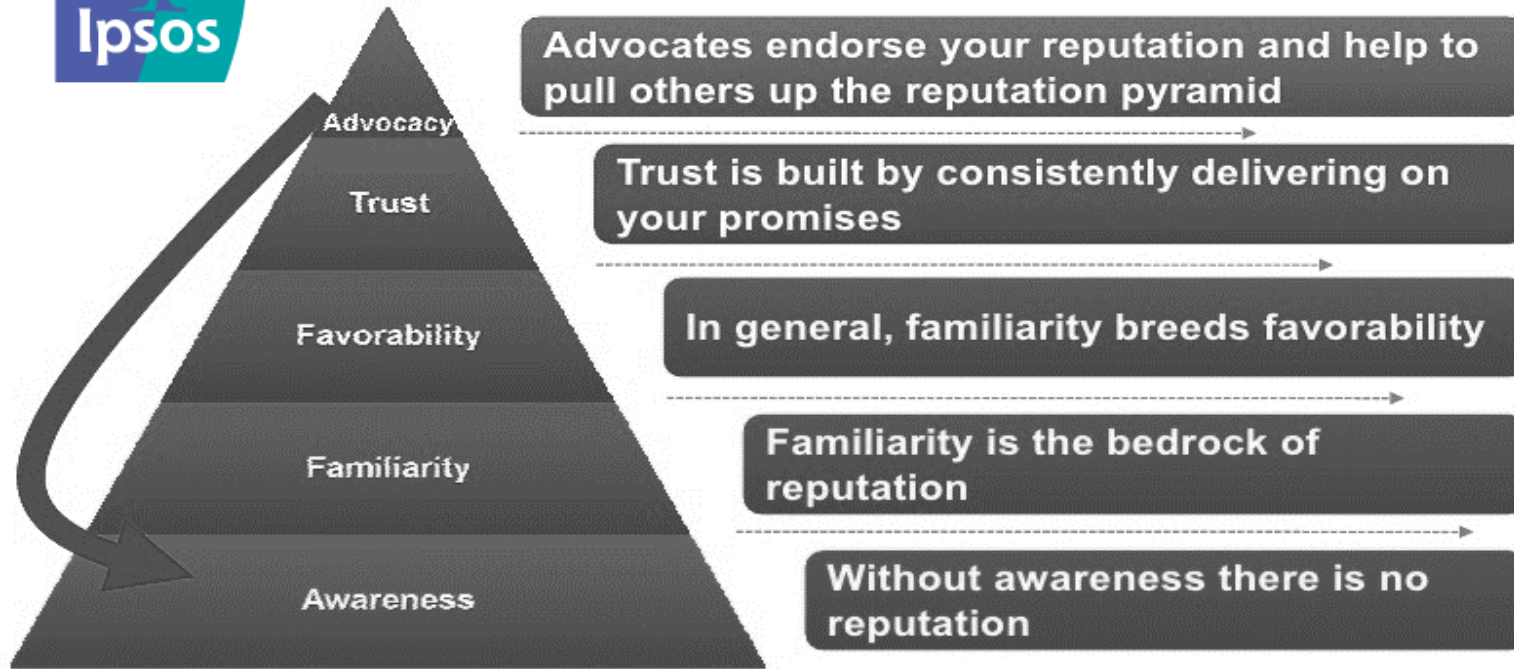 Ipsos
Advocates endorse your reputation and help to
pull others up the reputation pyramid
Advocacy
Trust is built by consistently delivering on
your promises
Trust
In general, familiarity breeds favorability
Favorability
Familiarity is the bedrock of
reputation
Familiarity
Without awareness there is no
reputation
Awareness